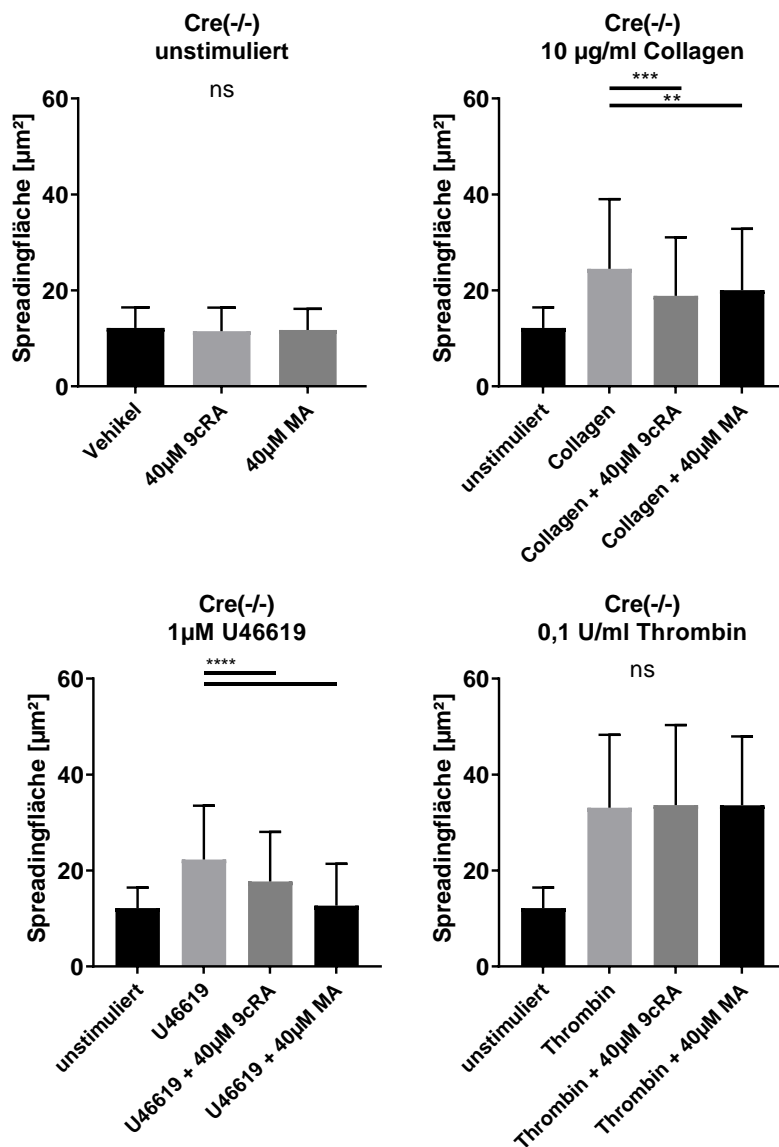 Cre(-/-)
unstimuliert
ns
Spreadingfläche [µm²]
60
40
20
0
Vehikel
40µM 9cRA
40µM MA
Cre(-/-)
10 µg/ml Collagen
***
**
Spreadingfläche [µm²]
60
40
20
0
unstimuliert
Collagen
Collagen + 40µM 9cRA
Collagen + 40µM MA
Cre(-/-)
1µM U46619
****
Spreadingfläche [µm²]
60
40
20
0
unstimuliert
U46619
U46619 + 40µM 9cRA
U46619 + 40µM MA
Cre(-/-)
0,1 U/ml Thrombin
ns
Spreadingfläche [µm²]
60
40
20
0
unstimuliert
Thrombin
Thrombin + 40µM 9cRA
Thrombin + 40µM MA